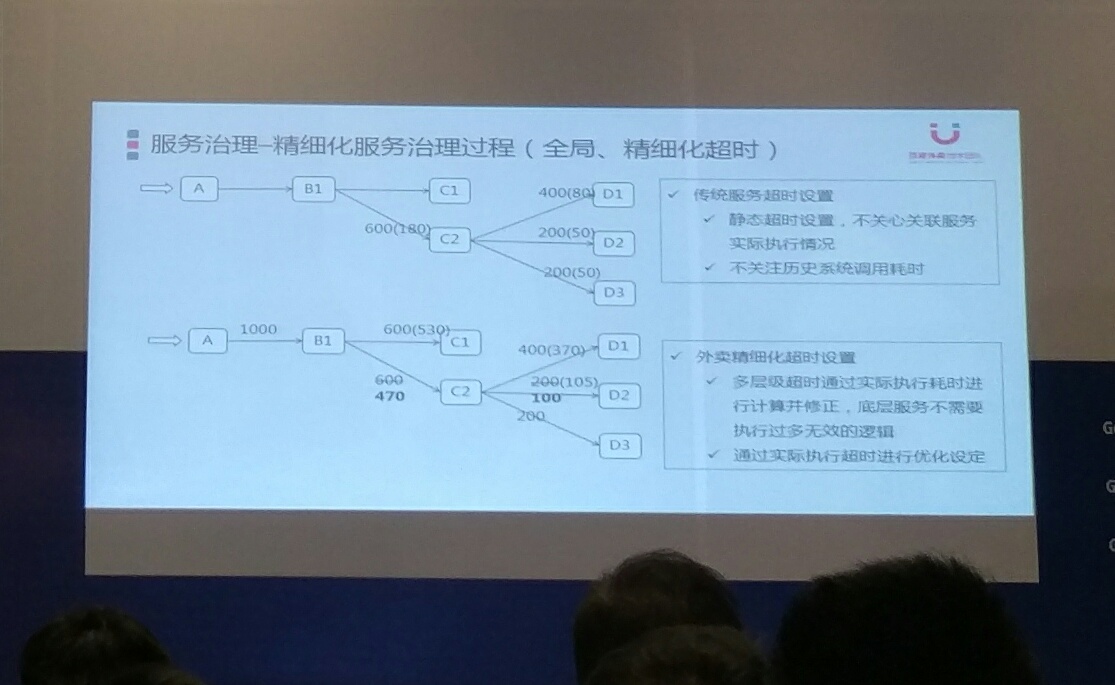 服务治理–精细化服务治理过程（全局、精细化超时）
A
B1
C1
600(180)
C2
400(80)
D1
200(50)
D2
200(50)
D3
传统服务超时设置
静态超时设置，不关心关联服务
实际执行情况
不关注历史系统调用耗时
A
1000
B1
600(530)
C1
600
470
C2
400(370)
D1
200(105)
100
D2
200
D3
外卖精细化超时设置
多层级超时通过实际执行耗时进
行计算并修正，底层服务不需要
执行过多无效的逻辑
通过实际执行超时进行优化设定